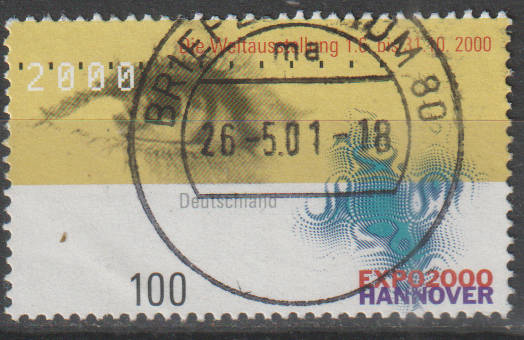 Die Weltausstellung 1.6. bis 31.10. 2000
2000
BRIEFZENTRUM 80
ma
26-5.01-18
Deutschland
100
EXPO2000
HANNOVER